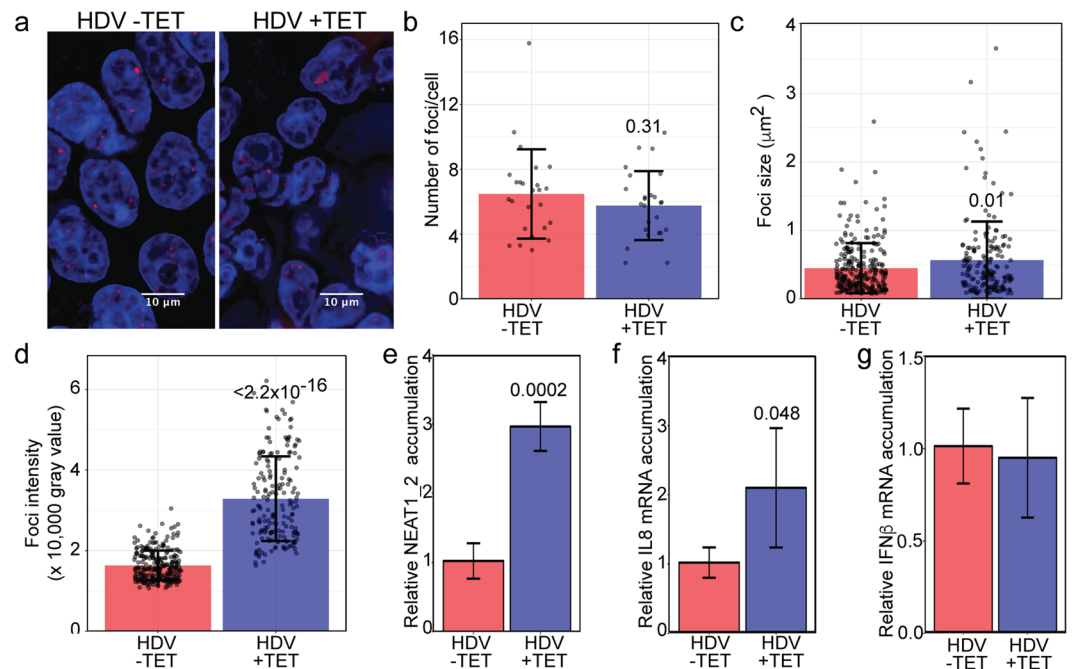 a
HDV -TET
HDV +TET
10 µm
10 µm
b
Number of foci/cell
16
12
8
4
0
0.31
HDV
-TET
HDV
+TET
c
Foci size (µm²)
4
3
2
1
0
0.01
HDV
-TET
HDV
+TET
d
Foci intensity
(x 10,000 gray value)
6
4
2
0
<2.2x10⁻¹⁶
HDV
-TET
HDV
+TET
e
Relative NEAT1_2 accumulation
4
3
2
1
0
0.0002
HDV
-TET
HDV
+TET
f
Relative IL8 mRNA accumulation
4
3
2
1
0
0.048
HDV
-TET
HDV
+TET
g
Relative IFNβ mRNA accumulation
1.5
1.0
0.5
0.0
HDV
-TET
HDV
+TET